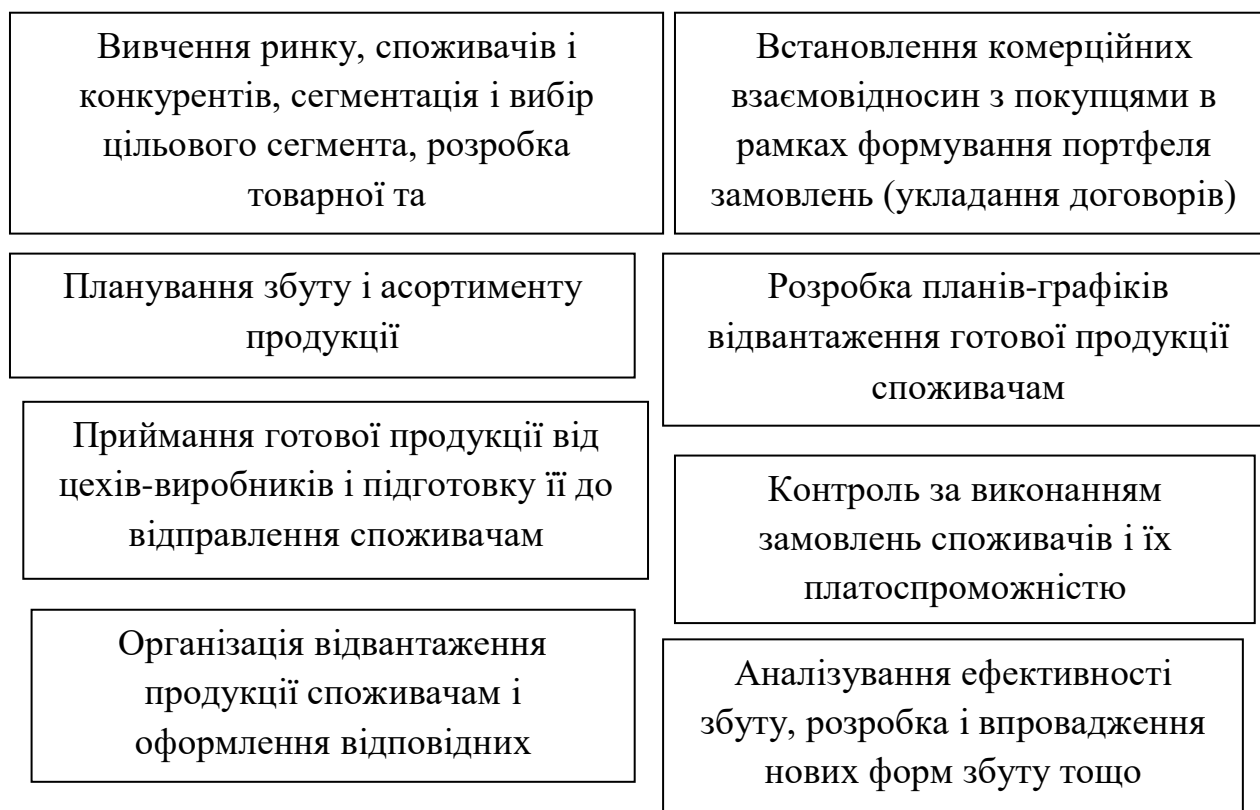 Вивчення ринку, споживачів і
конкурентів, сегментація і вибір
цільового сегмента, розробка
товарної та
Встановлення комерційних
взаємовідносин з покупцями в
рамках формування портфеля
замовлень (укладання договорів)
Планування збуту і асортименту
продукції
Розробка планів-графіків
відвантаження готової продукції
споживачам
Приймання готової продукції від
цехів-виробників і підготовку її до
відправлення споживачам
Контроль за виконанням
замовлень споживачів і їх
платоспроможністю
Організація відвантаження
продукції споживачам і
оформлення відповідних
Аналізування ефективності
збуту, розробка і впровадження
нових форм збуту тощо